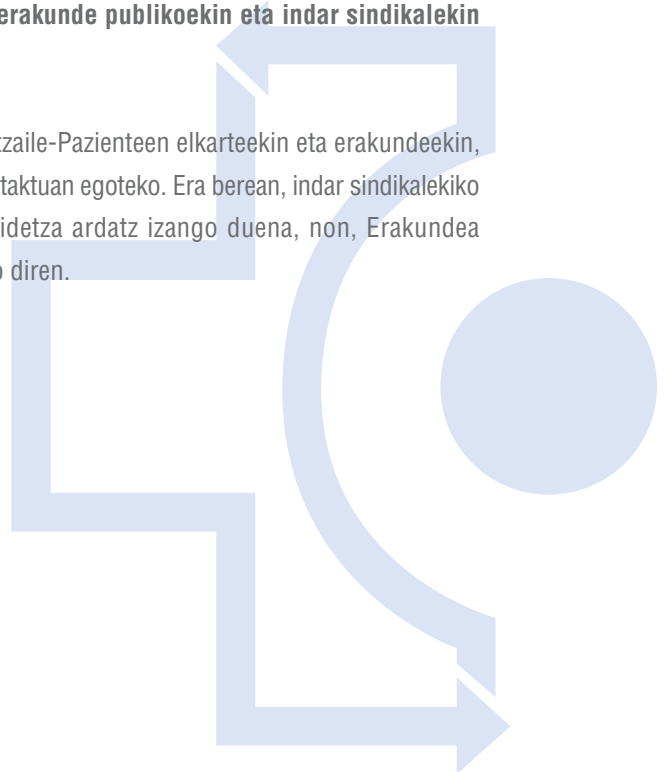 erakunde publikoekin eta indar sindikalekin
tzaile-Pazienteen elkarteekin eta erakundeekin,
taktuan egoteko. Era berean, indar sindikalekiko
idetza ardatz izango duena, non, Erakundea
diren.